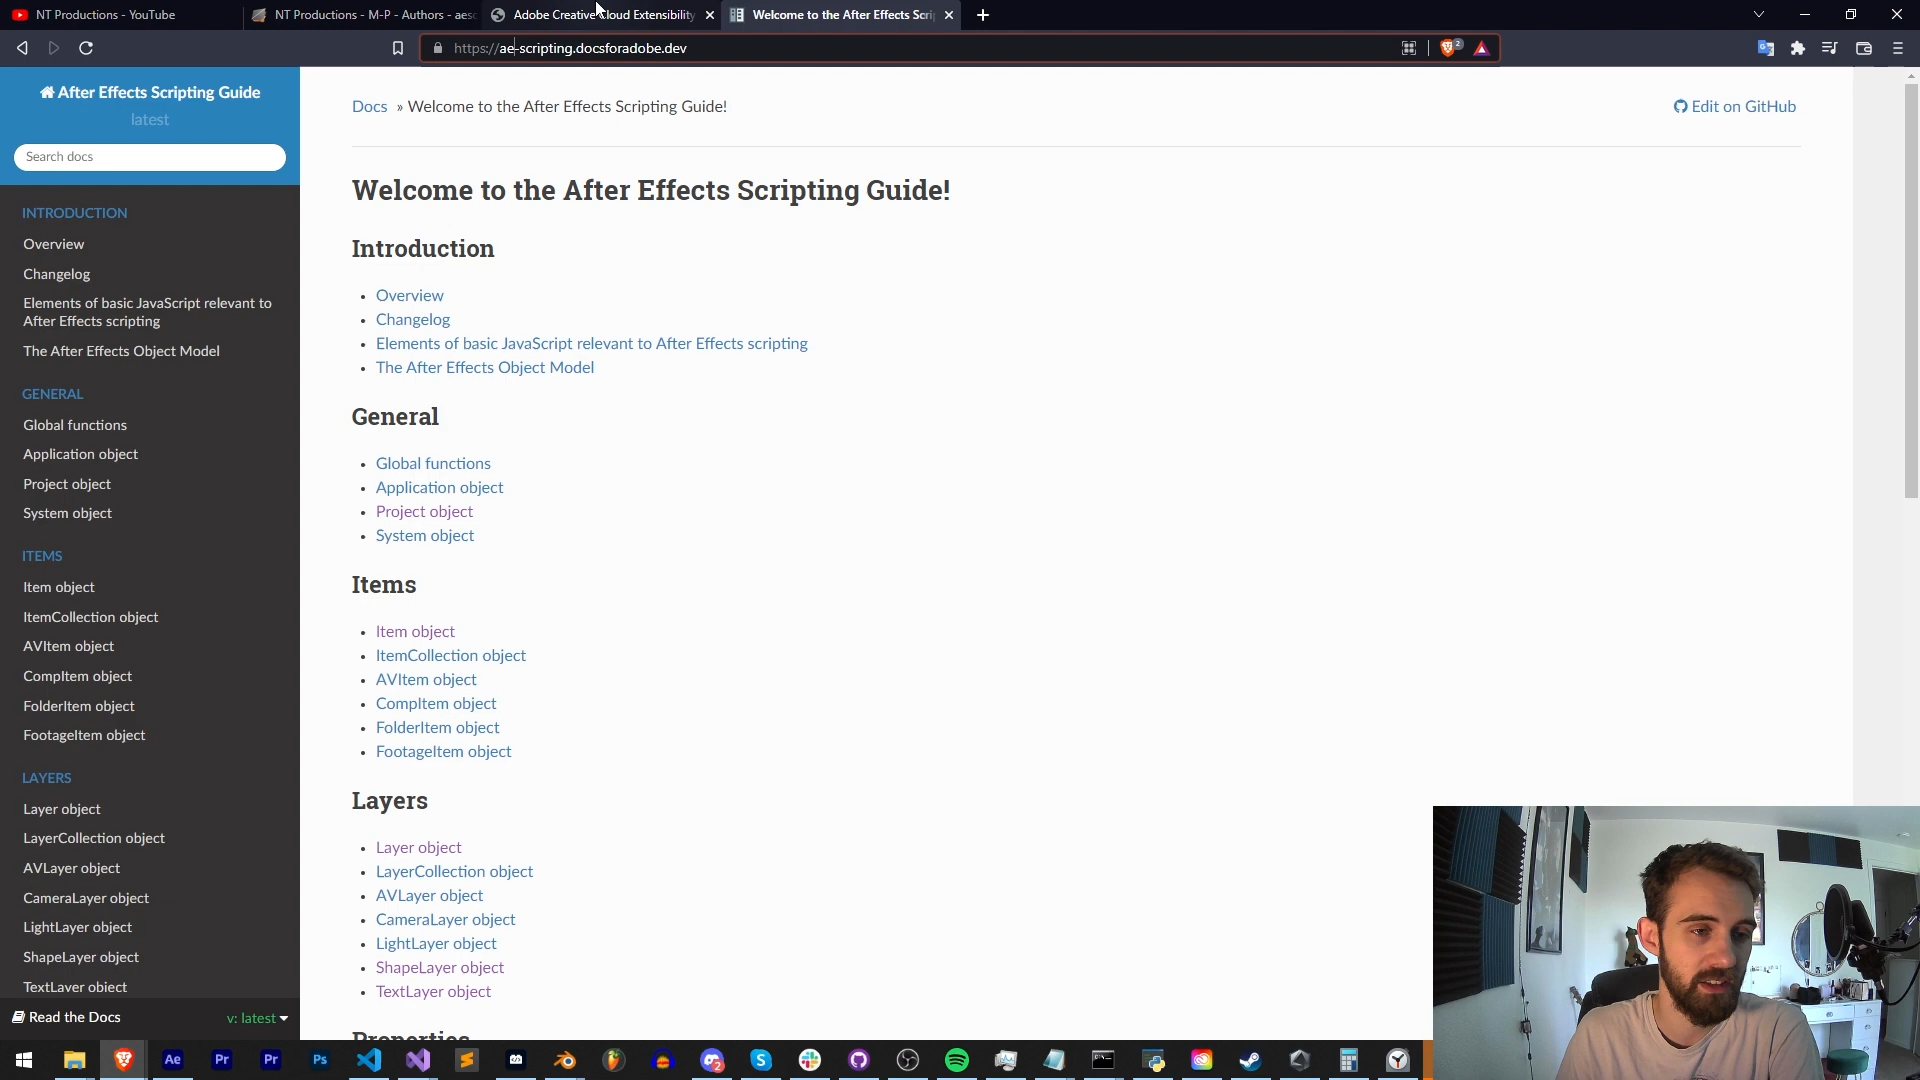 NT Productions - YouTube
NT Productions - M-P - Authors - aesc
Adobe Creative Cloud Extensibility
Welcome to the After Effects Scri
https://ae-scripting.docsforadobe.dev
2
After Effects Scripting Guide
latest
Search docs
INTRODUCTION
Overview
Changelog
Elements of basic JavaScript relevant to
After Effects scripting
The After Effects Object Model
GENERAL
Global functions
Application object
Project object
System object
ITEMS
Item object
ItemCollection object
AVItem object
CompItem object
FolderItem object
FootageItem object
LAYERS
Layer object
LayerCollection object
AVLayer object
CameraLayer object
LightLayer object
ShapeLayer object
TextLayer object
Read the Docs
v: latest
Docs » Welcome to the After Effects Scripting Guide!
Edit on GitHub
Welcome to the After Effects Scripting Guide!
Introduction
• Overview
• Changelog
• Elements of basic JavaScript relevant to After Effects scripting
• The After Effects Object Model
General
• Global functions
• Application object
• Project object
• System object
Items
• Item object
• ItemCollection object
• AVItem object
• CompItem object
• FolderItem object
• FootageItem object
Layers
• Layer object
• LayerCollection object
• AVLayer object
• CameraLayer object
• LightLayer object
• ShapeLayer object
• TextLayer object
Properties
Ae
Pr
Pr
Ps
2